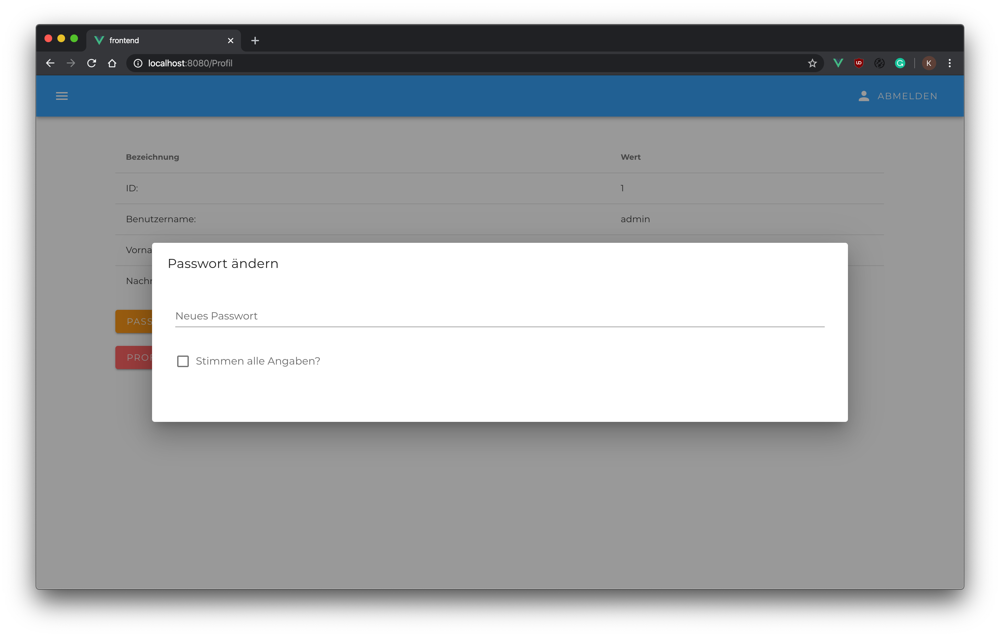 frontend
localhost:8080/Profil
K
ABMELDEN
Bezeichnung Wert
ID: 1
Benutzername: admin
Vorna
Passwort ändern
Nachr
Neues Passwort
PASS
PROF
Stimmen alle Angaben?